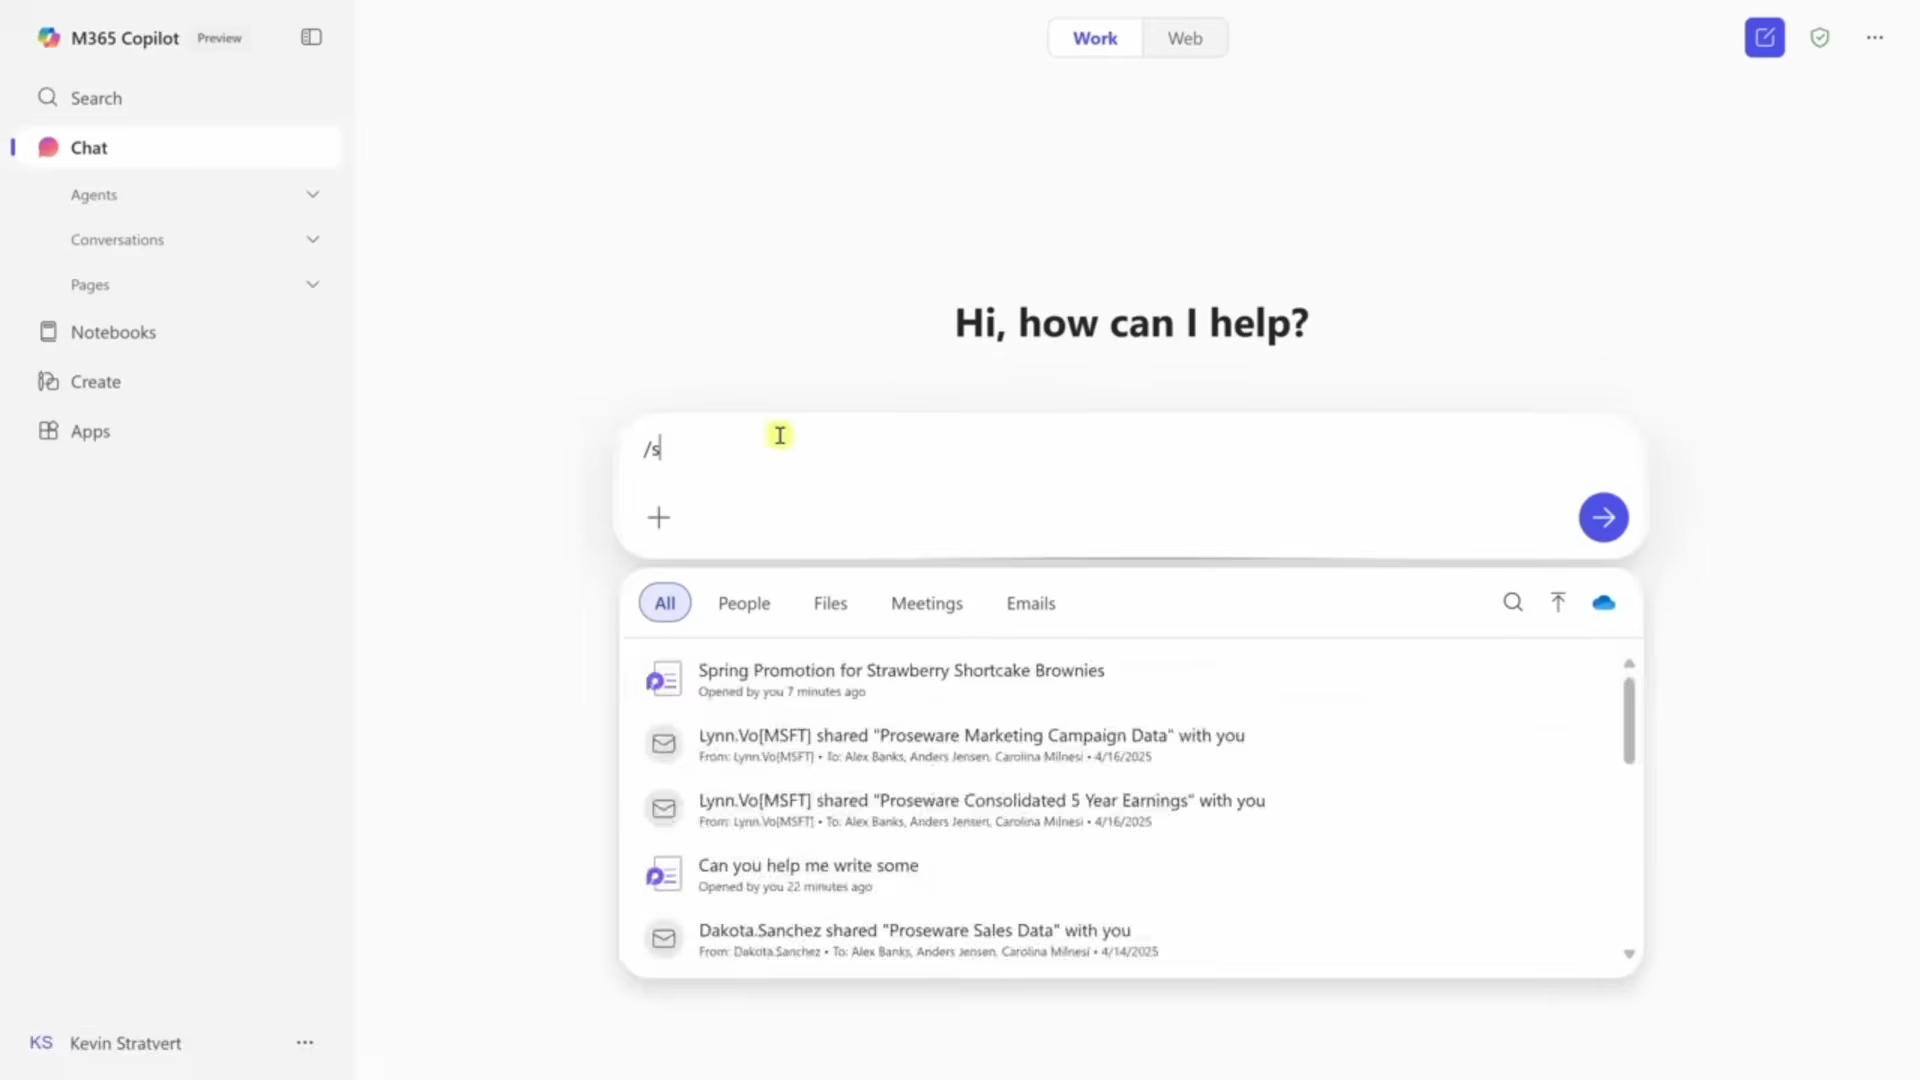 M365 Copilot Preview
Work Web
Search
Chat
Agents
Conversations
Pages
Notebooks
Create
Apps
Hi, how can I help?
/s
All People Files Meetings Emails
Spring Promotion for Strawberry Shortcake Brownies
Opened by you 7 minutes ago
Lynn.Vo[MSFT] shared "Proseware Marketing Campaign Data" with you
From: Lynn.Vo[MSFT] • To: Alex Banks, Anders Jensen, Carolina Milnesi • 4/16/2025
Lynn.Vo[MSFT] shared "Proseware Consolidated 5 Year Earnings" with you
From: Lynn.Vo[MSFT] • To: Alex Banks, Anders Jensen, Carolina Milnesi • 4/16/2025
Can you help me write some
Opened by you 22 minutes ago
Dakota.Sanchez shared "Proseware Sales Data" with you
From: Dakota.Sanchez • To: Alex Banks, Anders Jensen, Carolina Milnesi • 4/14/2025
KS Kevin Stratvert